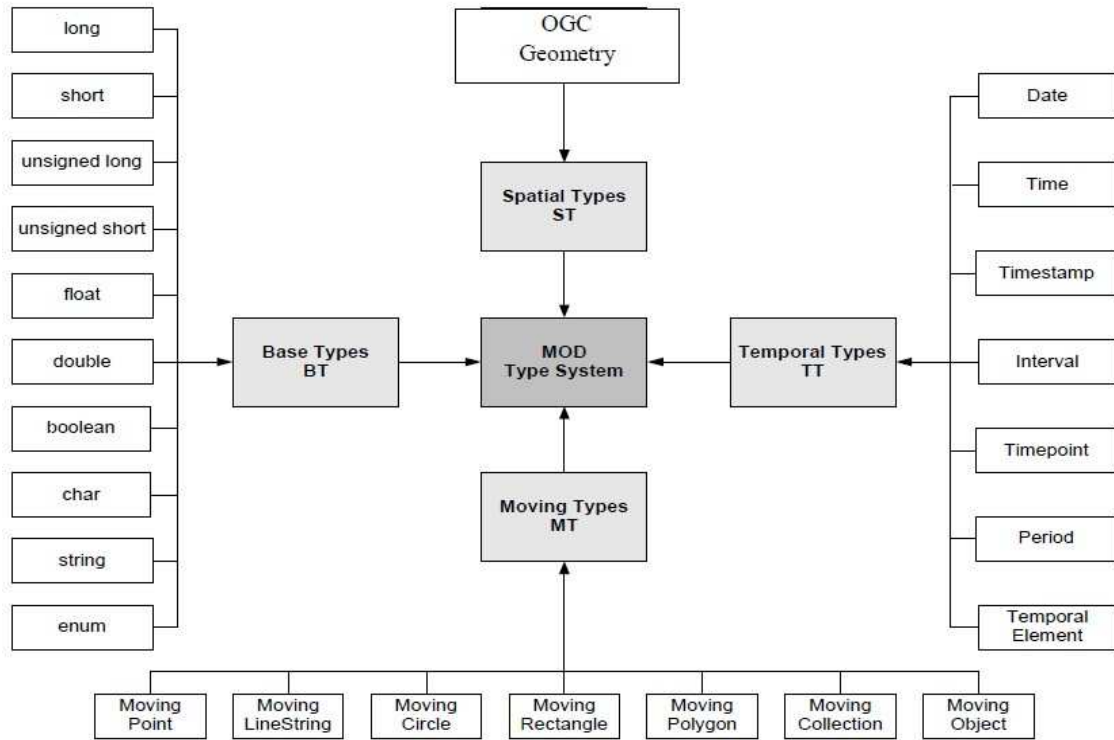 OGC
Geometry
long
short
unsigned long
unsigned short
float
double
boolean
char
string
enum
Spatial Types
ST
Base Types
BT
MOD
Type System
Temporal Types
TT
Moving Types
MT
Date
Time
Timestamp
Interval
Timepoint
Period
Temporal
Element
Moving
Point
Moving
LineString
Moving
Circle
Moving
Rectangle
Moving
Polygon
Moving
Collection
Moving
Object